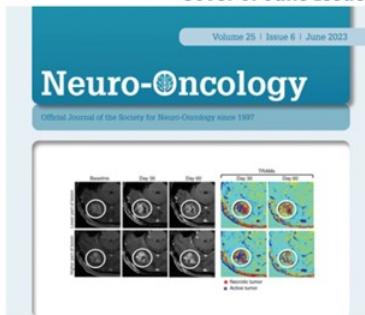 Volume 25 | Issue 6 | June 2023
Neuro-Oncology
Official Journal of the Society for Neuro-Oncology since 1997
TRAMs
Baseline Day 30 Day 60 Day 30 Day 60
Necrotic tumor
Active tumor